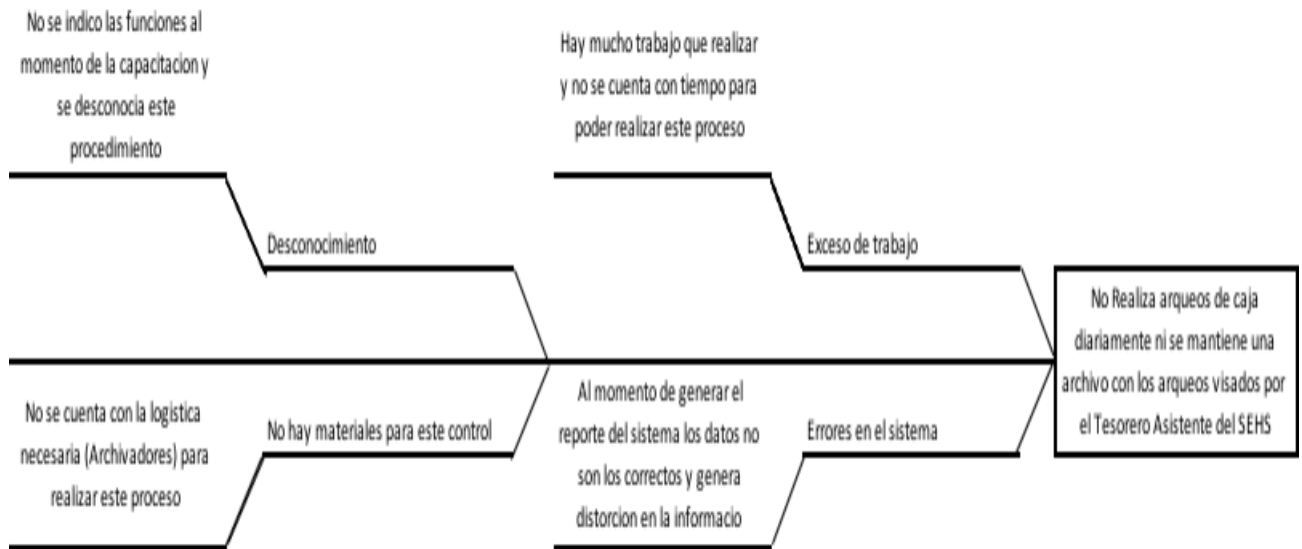 No se indico las funciones al
momento de la capacitacion y
se desconocia este
procedimiento
Desconocimiento
Hay mucho trabajo que realizar
y no se cuenta con tiempo para
poder realizar este proceso
Exceso de trabajo
No Realiza arqueos de caja
diariamente ni se mantiene una
archivo con los arqueos visados por
el Tesorero Asistente del SEHS
No se cuenta con la logistica
necesaria (Archivadores) para
realizar este proceso
No hay materiales para este control
Al momento de generar el
reporte del sistema los datos no
son los correctos y genera
distorcion en la informacio
Errores en el sistema